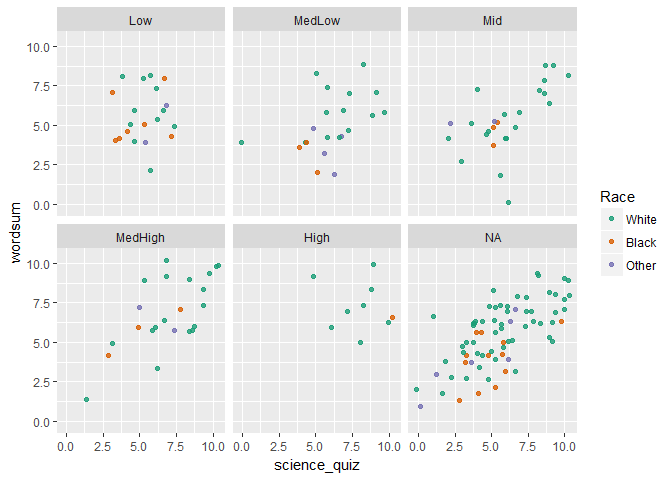 Low MedLow Mid
10.0
7.5
5.0
2.5
0.0
wordsum
MedHigh High NA
10.0
7.5
5.0
2.5
0.0
0.0 2.5 5.0 7.5 10.0 0.0 2.5 5.0 7.5 10.0 0.0 2.5 5.0 7.5 10.0
science_quiz
Race
White
Black
Other